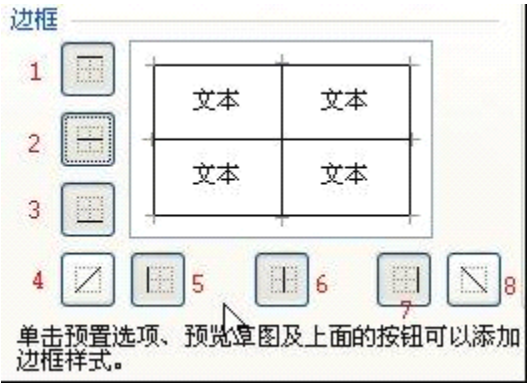 边框
1
文本 文本
2
文本 文本
3
4 5 6 7 8
单击预置选项、预览草图及上面的按钮可以添加
边框样式。